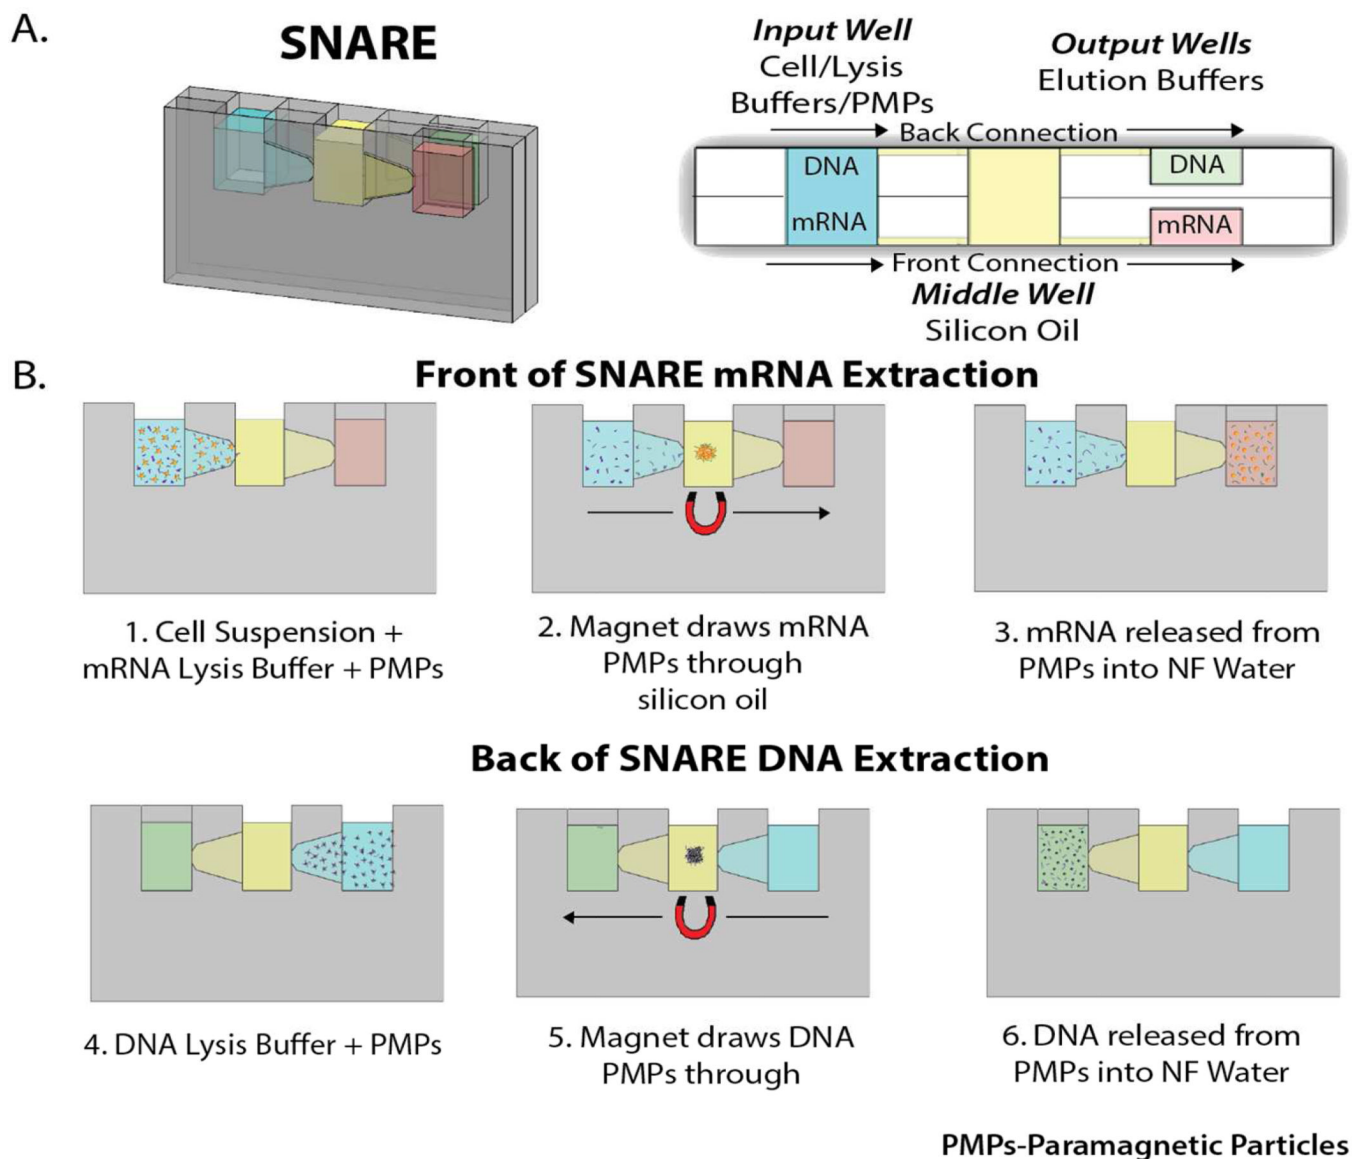 A.
SNARE
Input Well
Cell/Lysis
Buffers/PMPs
Output Wells
Elution Buffers
Back Connection
DNA
DNA
mRNA
mRNA
Front Connection
Middle Well
Silicon Oil
B.
Front of SNARE mRNA Extraction
1. Cell Suspension +
mRNA Lysis Buffer + PMPs
2. Magnet draws mRNA
PMPs through
silicon oil
3. mRNA released from
PMPs into NF Water
Back of SNARE DNA Extraction
4. DNA Lysis Buffer + PMPs
5. Magnet draws DNA
PMPs through
6. DNA released from
PMPs into NF Water
PMPs-Paramagnetic Particles